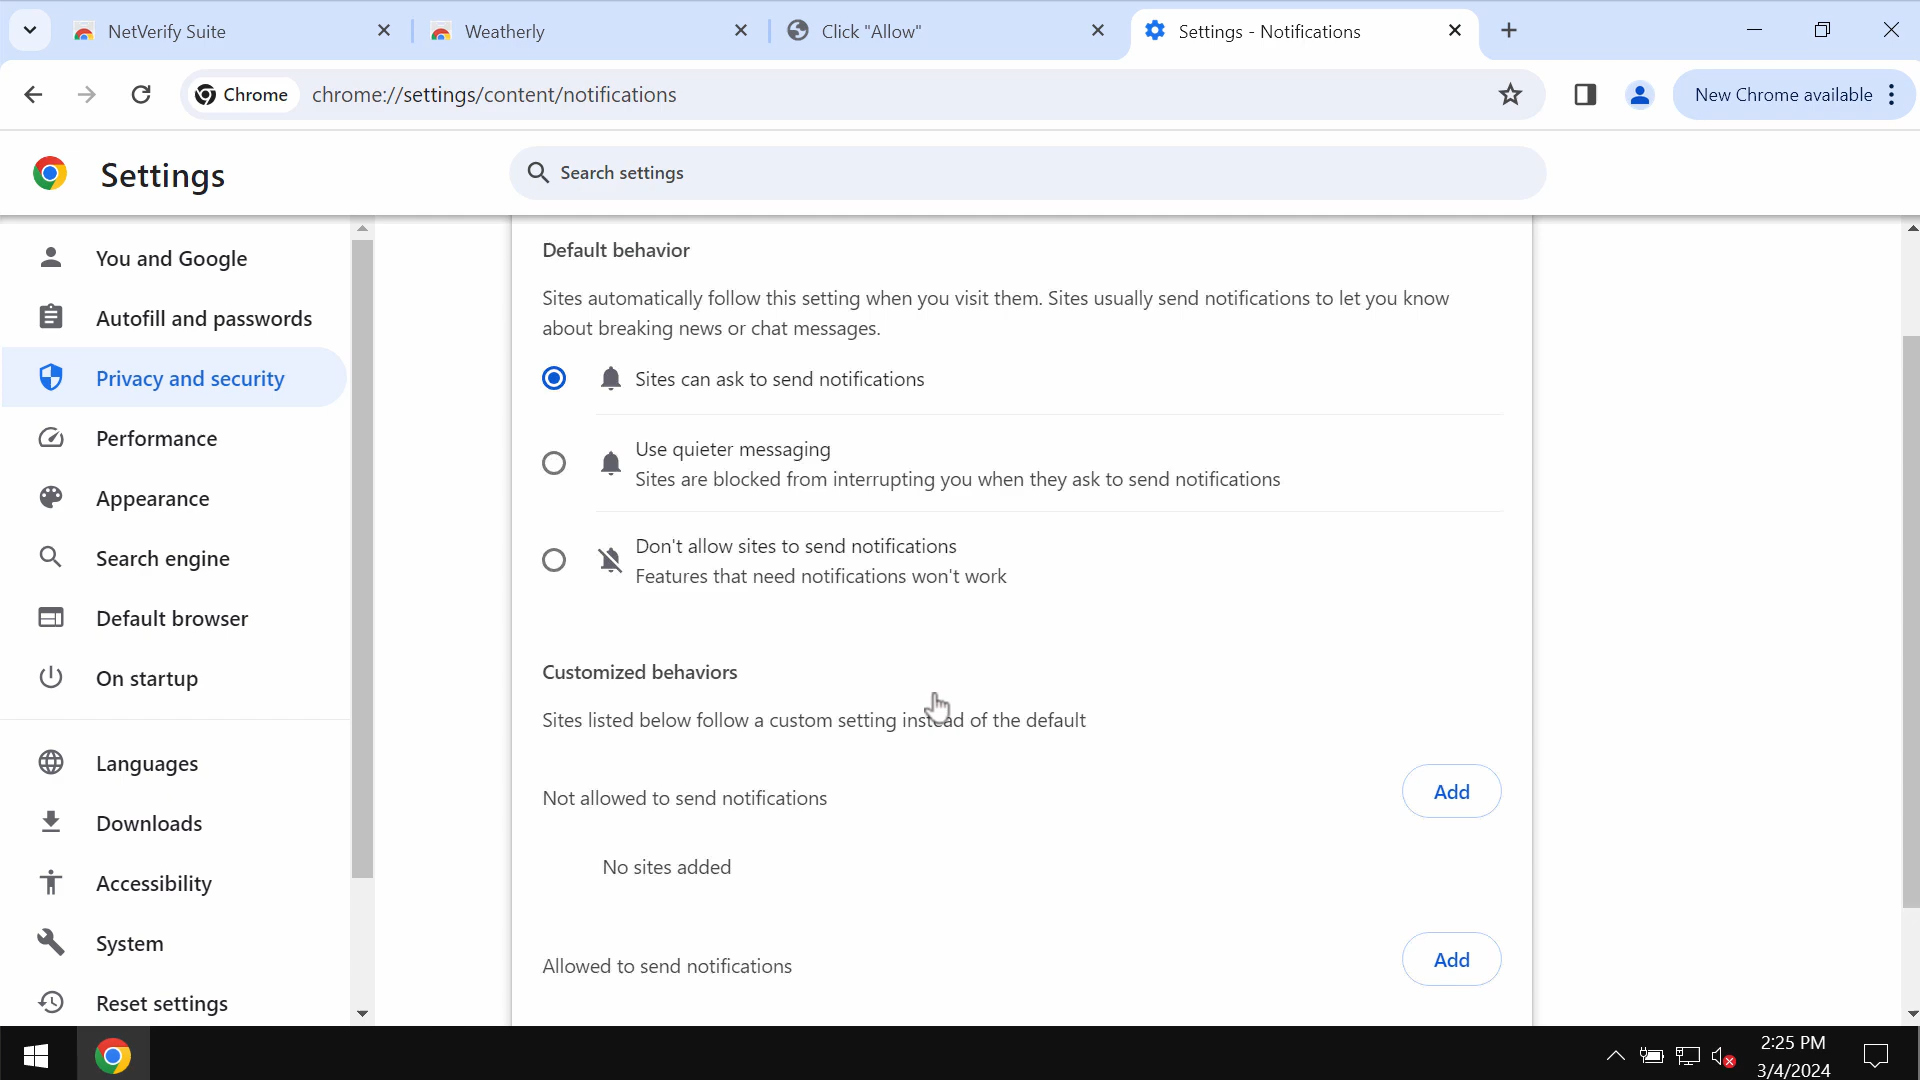 NetVerify Suite
Weatherly
Click "Allow"
Settings - Notifications
Chrome
chrome://settings/content/notifications
New Chrome available
Settings
Search settings
You and Google
Autofill and passwords
Privacy and security
Performance
Appearance
Search engine
Default browser
On startup
Languages
Downloads
Accessibility
System
Reset settings
Default behavior
Sites automatically follow this setting when you visit them. Sites usually send notifications to let you know
about breaking news or chat messages.
Sites can ask to send notifications
Use quieter messaging
Sites are blocked from interrupting you when they ask to send notifications
Don't allow sites to send notifications
Features that need notifications won't work
Customized behaviors
Sites listed below follow a custom setting instead of the default
Not allowed to send notifications
Add
No sites added
Allowed to send notifications
Add
2:25 PM
3/4/2024